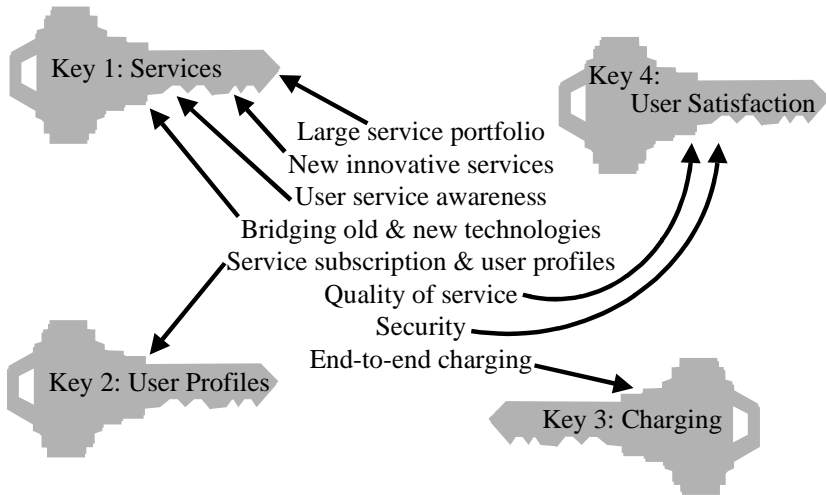 Key 1: Services
Key 4:
User Satisfaction
Large service portfolio
New innovative services
User service awareness
Bridging old & new technologies
Service subscription & user profiles
Quality of service
Security
End-to-end charging
Key 2: User Profiles
Key 3: Charging